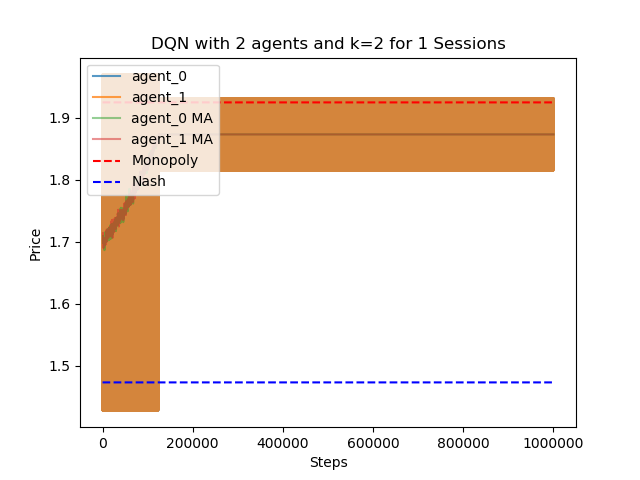 DQN with 2 agents and k=2 for 1 Sessions
agent_0
agent_1
agent_0 MA
agent_1 MA
Monopoly
Nash
1.9
1.8
1.7
1.6
1.5
Price
0
200000
400000
600000
800000
1000000
Steps